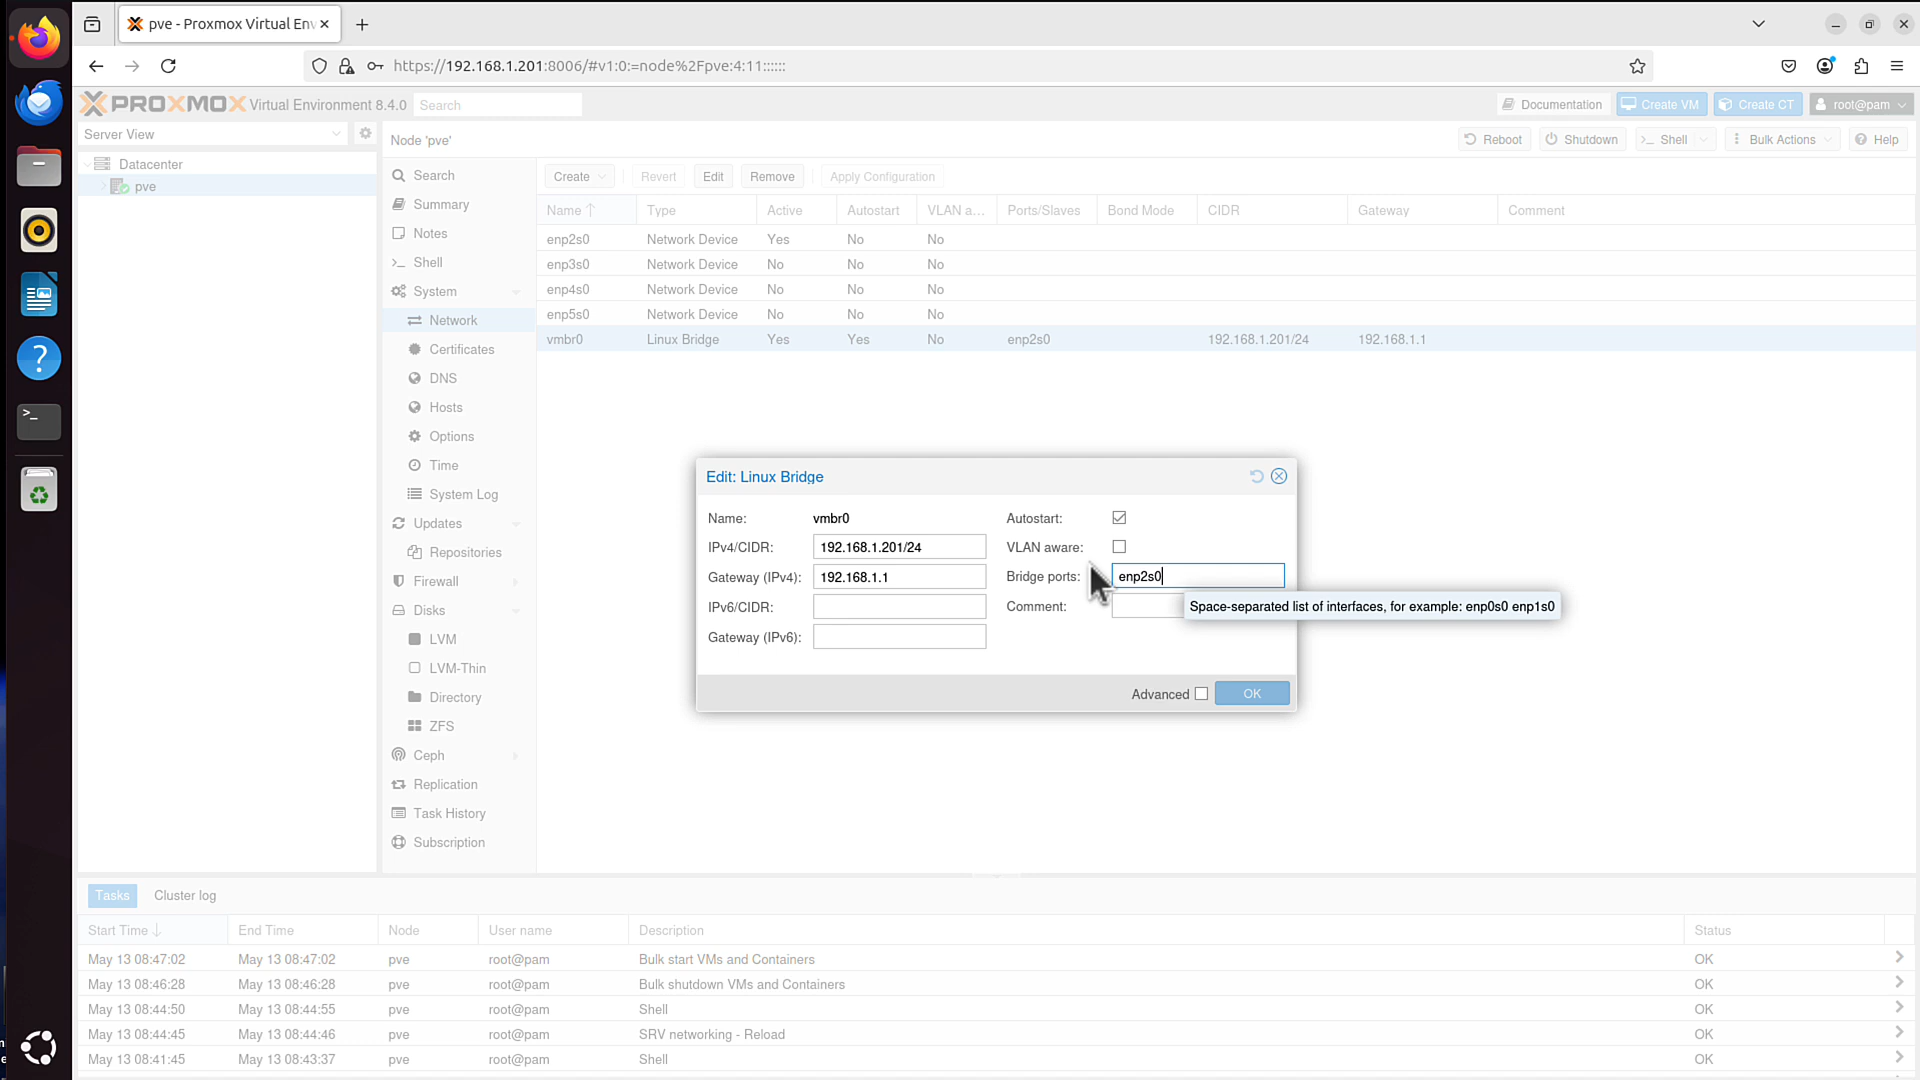 pve - Proxmox Virtual Env
https://192.168.1.201:8006/#v1:0:=node%2Fpve:4:11::::::
PROXMOX Virtual Environment 8.4.0 Search Documentation Create VM Create CT root@pam
Server View
Node 'pve' Reboot Shutdown >_ Shell Bulk Actions Help
Datacenter
pve
Search
Summary
Notes
>_ Shell
System
Network
Certificates
DNS
Hosts
Options
Time
System Log
Updates
Repositories
Firewall
Disks
LVM
LVM-Thin
Directory
ZFS
Ceph
Replication
Task History
Subscription
Create Revert Edit Remove Apply Configuration
Name Type Active Autostart VLAN a... Ports/Slaves Bond Mode CIDR Gateway Comment
enp2s0 Network Device Yes No No
enp3s0 Network Device No No No
enp4s0 Network Device No No No
enp5s0 Network Device No No No
vmbr0 Linux Bridge Yes Yes No enp2s0 192.168.1.201/24 192.168.1.1
Edit: Linux Bridge
Name: vmbr0 Autostart:
IPv4/CIDR: 192.168.1.201/24 VLAN aware:
Gateway (IPv4): 192.168.1.1 Bridge ports: enp2s0
IPv6/CIDR: Comment:
Space-separated list of interfaces, for example: enp0s0 enp1s0
Gateway (IPv6):
Advanced OK
Tasks Cluster log
Start Time End Time Node User name Description Status
May 13 08:47:02 May 13 08:47:02 pve root@pam Bulk start VMs and Containers OK
May 13 08:46:28 May 13 08:46:28 pve root@pam Bulk shutdown VMs and Containers OK
May 13 08:44:50 May 13 08:44:55 pve root@pam Shell OK
May 13 08:44:45 May 13 08:44:46 pve root@pam SRV networking - Reload OK
May 13 08:41:45 May 13 08:43:37 pve root@pam Shell OK